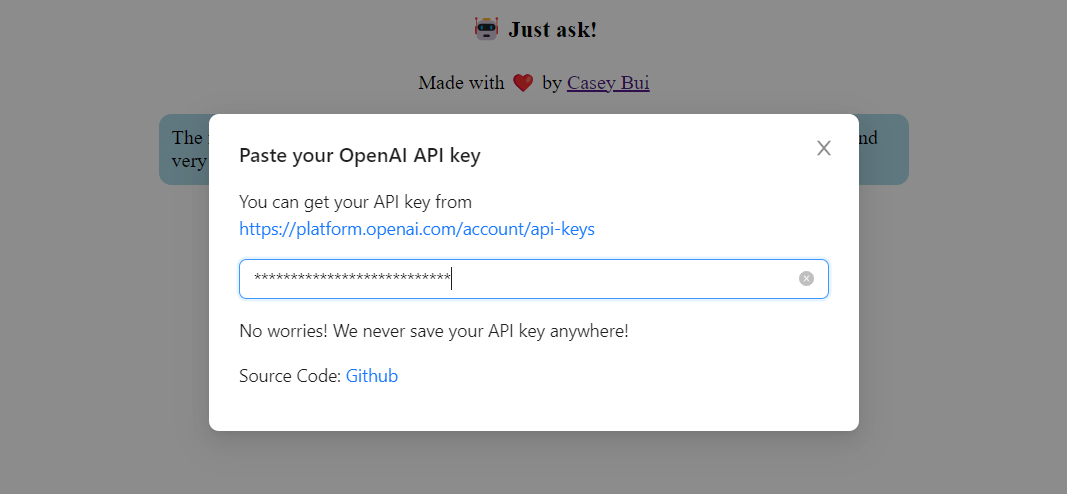 🤖 Just ask!
Made with ❤️ by Casey Bui
The
nd
very
Paste your OpenAI API key
You can get your API key from
https://platform.openai.com/account/api-keys
***************************
No worries! We never save your API key anywhere!
Source Code: Github